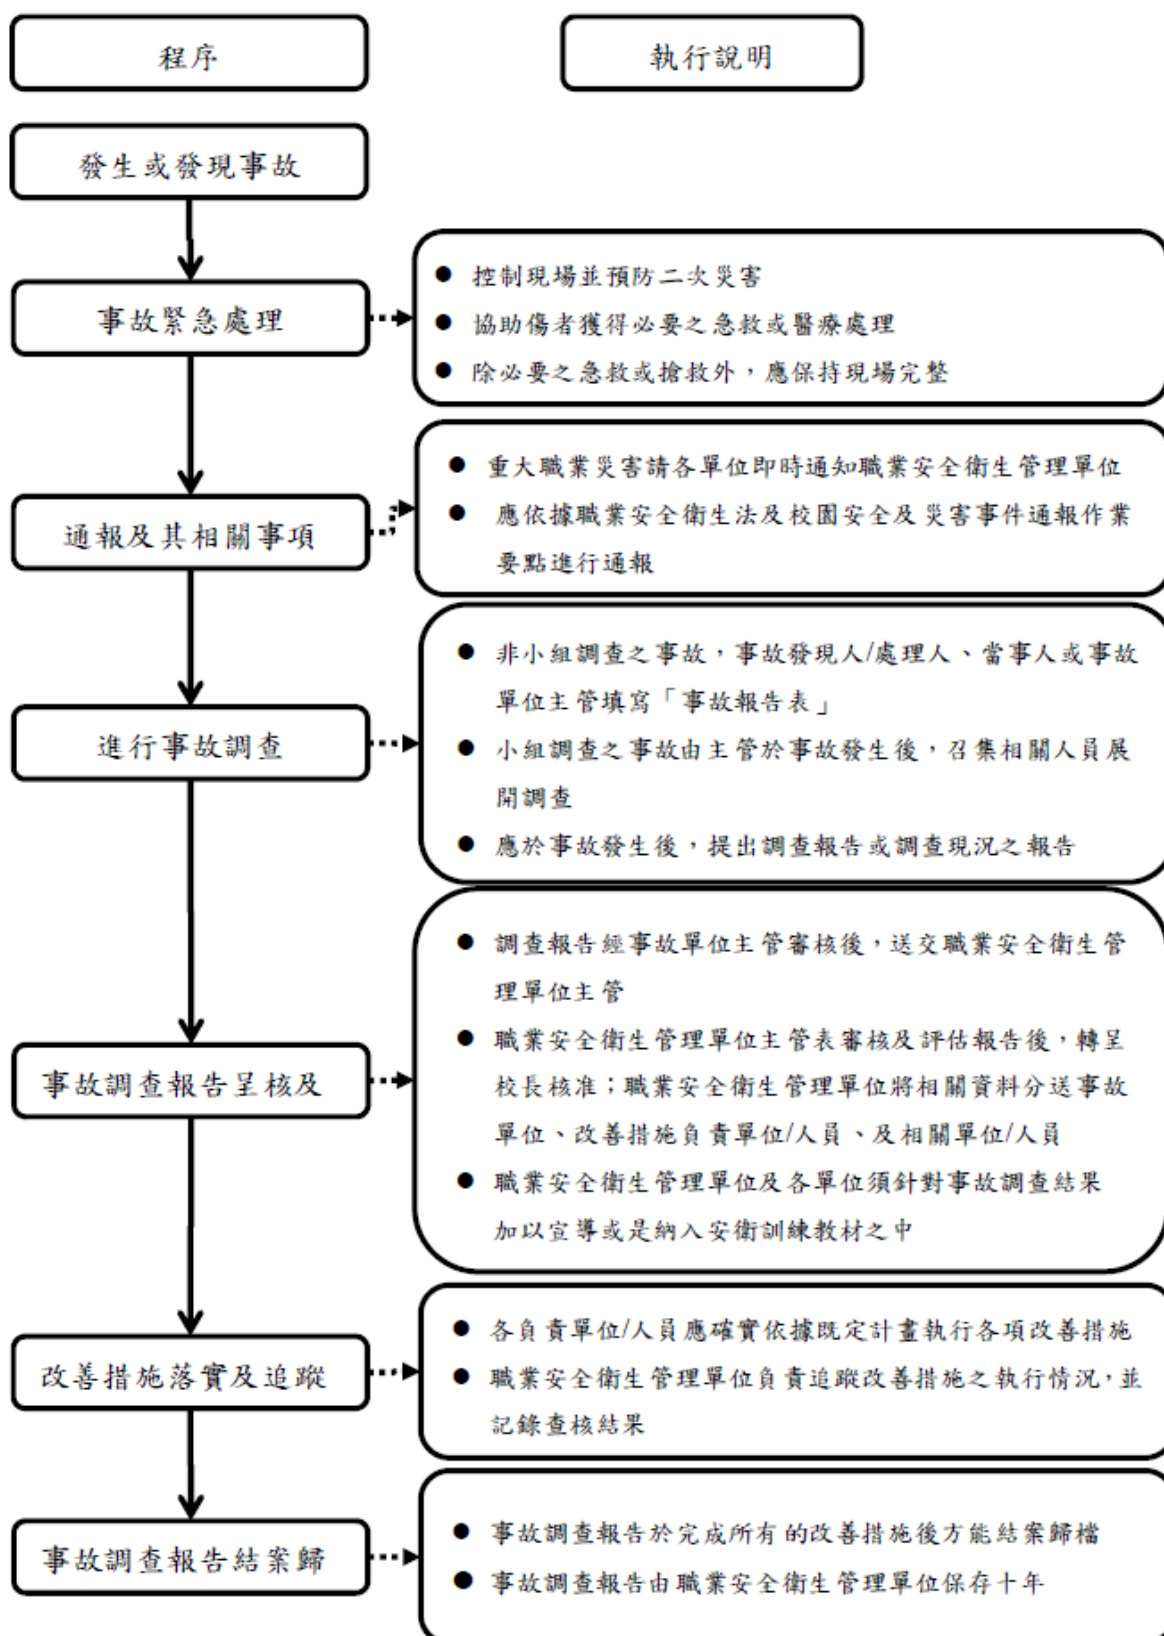 程序
執行說明
發生或發現事故
事故緊急處理
● 控制現場並預防二次災害
● 協助傷者獲得必要之急救或醫療處理
● 除必要之急救或搶救外，應保持現場完整
通報及其相關事項
● 重大職業災害請各單位即時通知職業安全衛生管理單位
● 應依據職業安全衛生法及校園安全及災害事件通報作業
要點進行通報
進行事故調查
● 非小組調查之事故，事故發現人/處理人、當事人或事故
單位主管填寫「事故報告表」
● 小組調查之事故由主管於事故發生後，召集相關人員展
開調查
● 應於事故發生後，提出調查報告或調查現況之報告
事故調查報告呈核及
● 調查報告經事故單位主管審核後，送交職業安全衛生管
理單位主管
● 職業安全衛生管理單位主管表審核及評估報告後，轉呈
校長核准；職業安全衛生管理單位將相關資料分送事故
單位、改善措施負責單位/人員、及相關單位/人員
● 職業安全衛生管理單位及各單位須針對事故調查結果
加以宣導或是納入安衛訓練教材之中
改善措施落實及追蹤
● 各負責單位/人員應確實依據既定計畫執行各項改善措施
● 職業安全衛生管理單位負責追蹤改善措施之執行情況，並
記錄查核結果
事故調查報告結案歸
● 事故調查報告於完成所有的改善措施後方能結案歸檔
● 事故調查報告由職業安全衛生管理單位保存十年